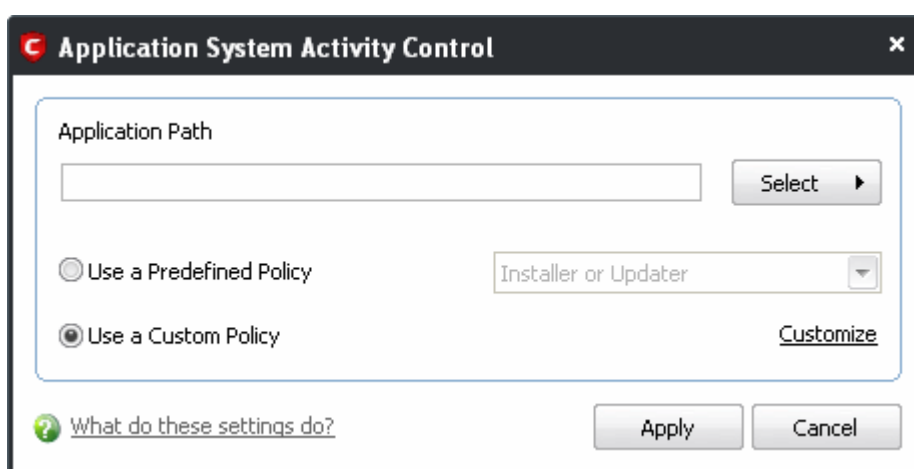 C Application System Activity Control
Application Path
Select
Use a Predefined Policy
Installer or Updater
Use a Custom Policy
Customize
? What do these settings do?
Apply
Cancel